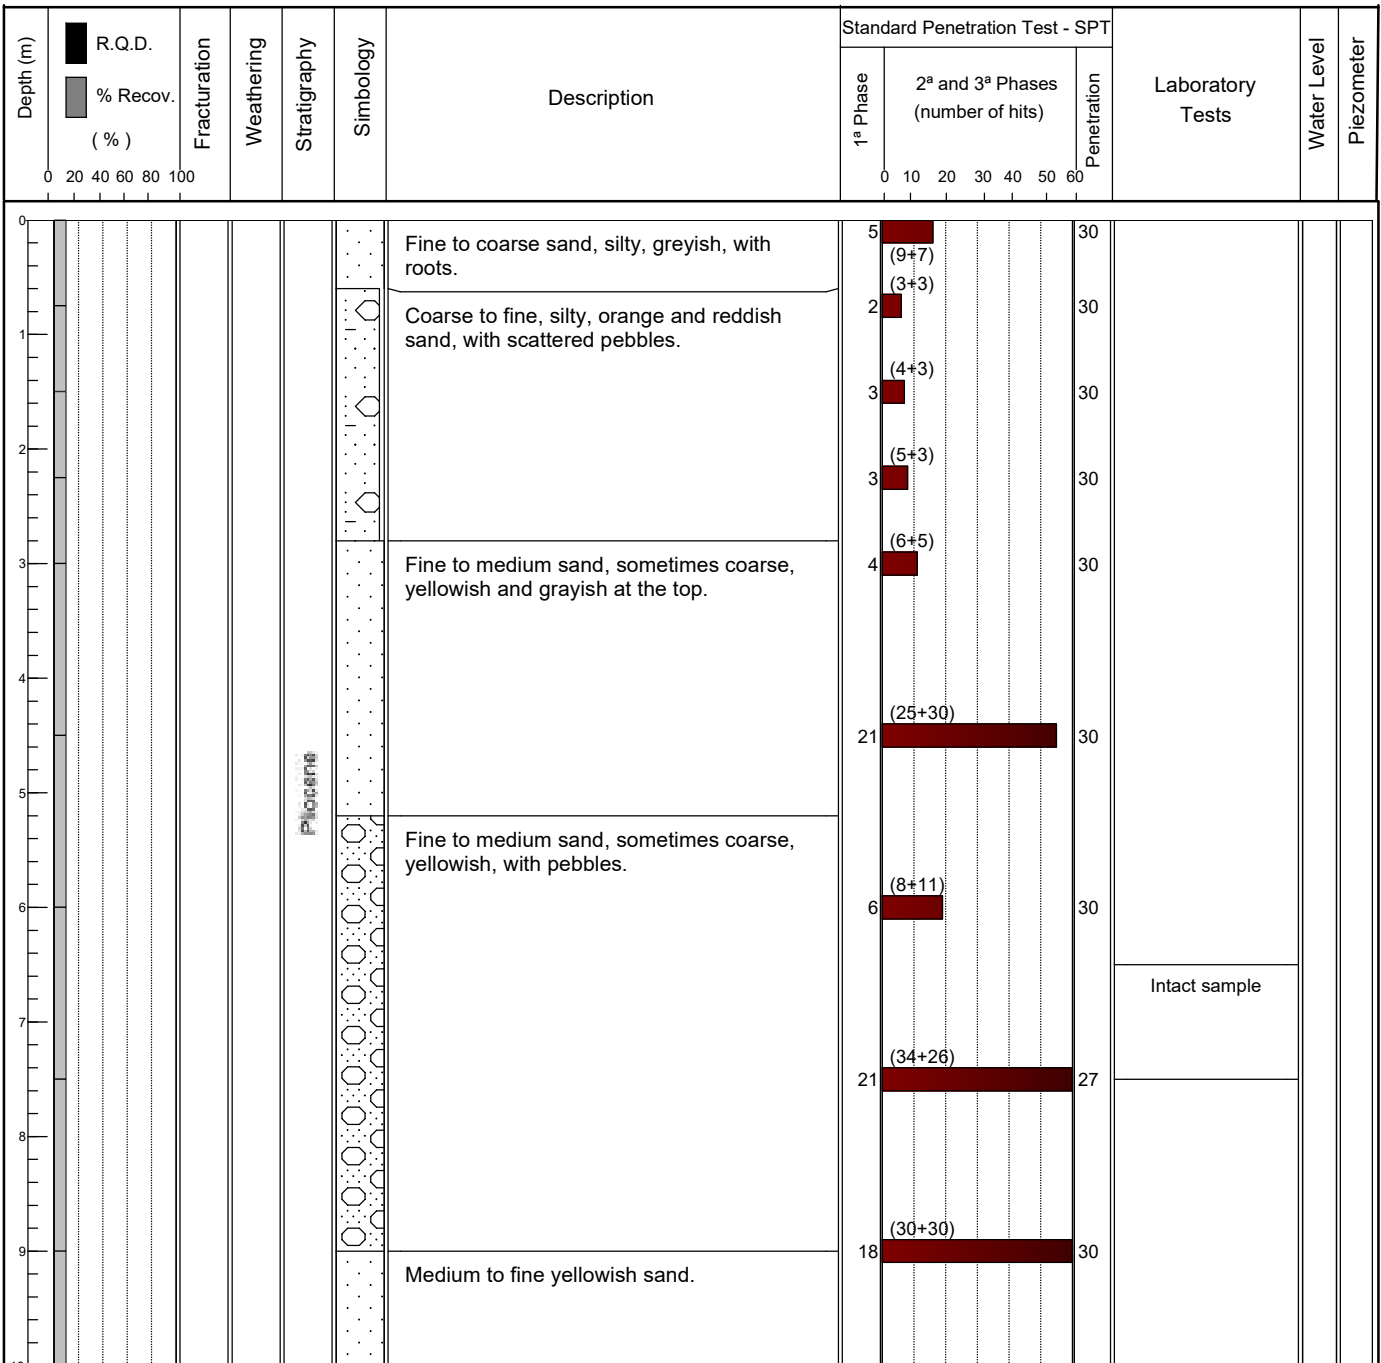 Depth (m)
R.Q.D.
% Recov.
( % )
0 20 40 60 80 100
Fracturation
Weathering
Stratigraphy
Simbology
Description
Standard Penetration Test - SPT
1ª Phase
2ª and 3ª Phases
(number of hits)
0 10 20 30 40 50 60
Penetration
Laboratory
Tests
Water Level
Piezometer
0
Fine to coarse sand, silty, greyish, with
roots.
5
(9+7)
30
(3+3)
2
30
Coarse to fine, silty, orange and reddish
sand, with scattered pebbles.
1
(4+3)
3
30
2
(5+3)
3
30
(6+5)
4
30
3
Fine to medium sand, sometimes coarse,
yellowish and grayish at the top.
4
(25+30)
21
30
Pliocene
5
Fine to medium sand, sometimes coarse,
yellowish, with pebbles.
(8+11)
6
6
30
Intact sample
7
(34+26)
21
27
8
(30+30)
9
18
30
Medium to fine yellowish sand.